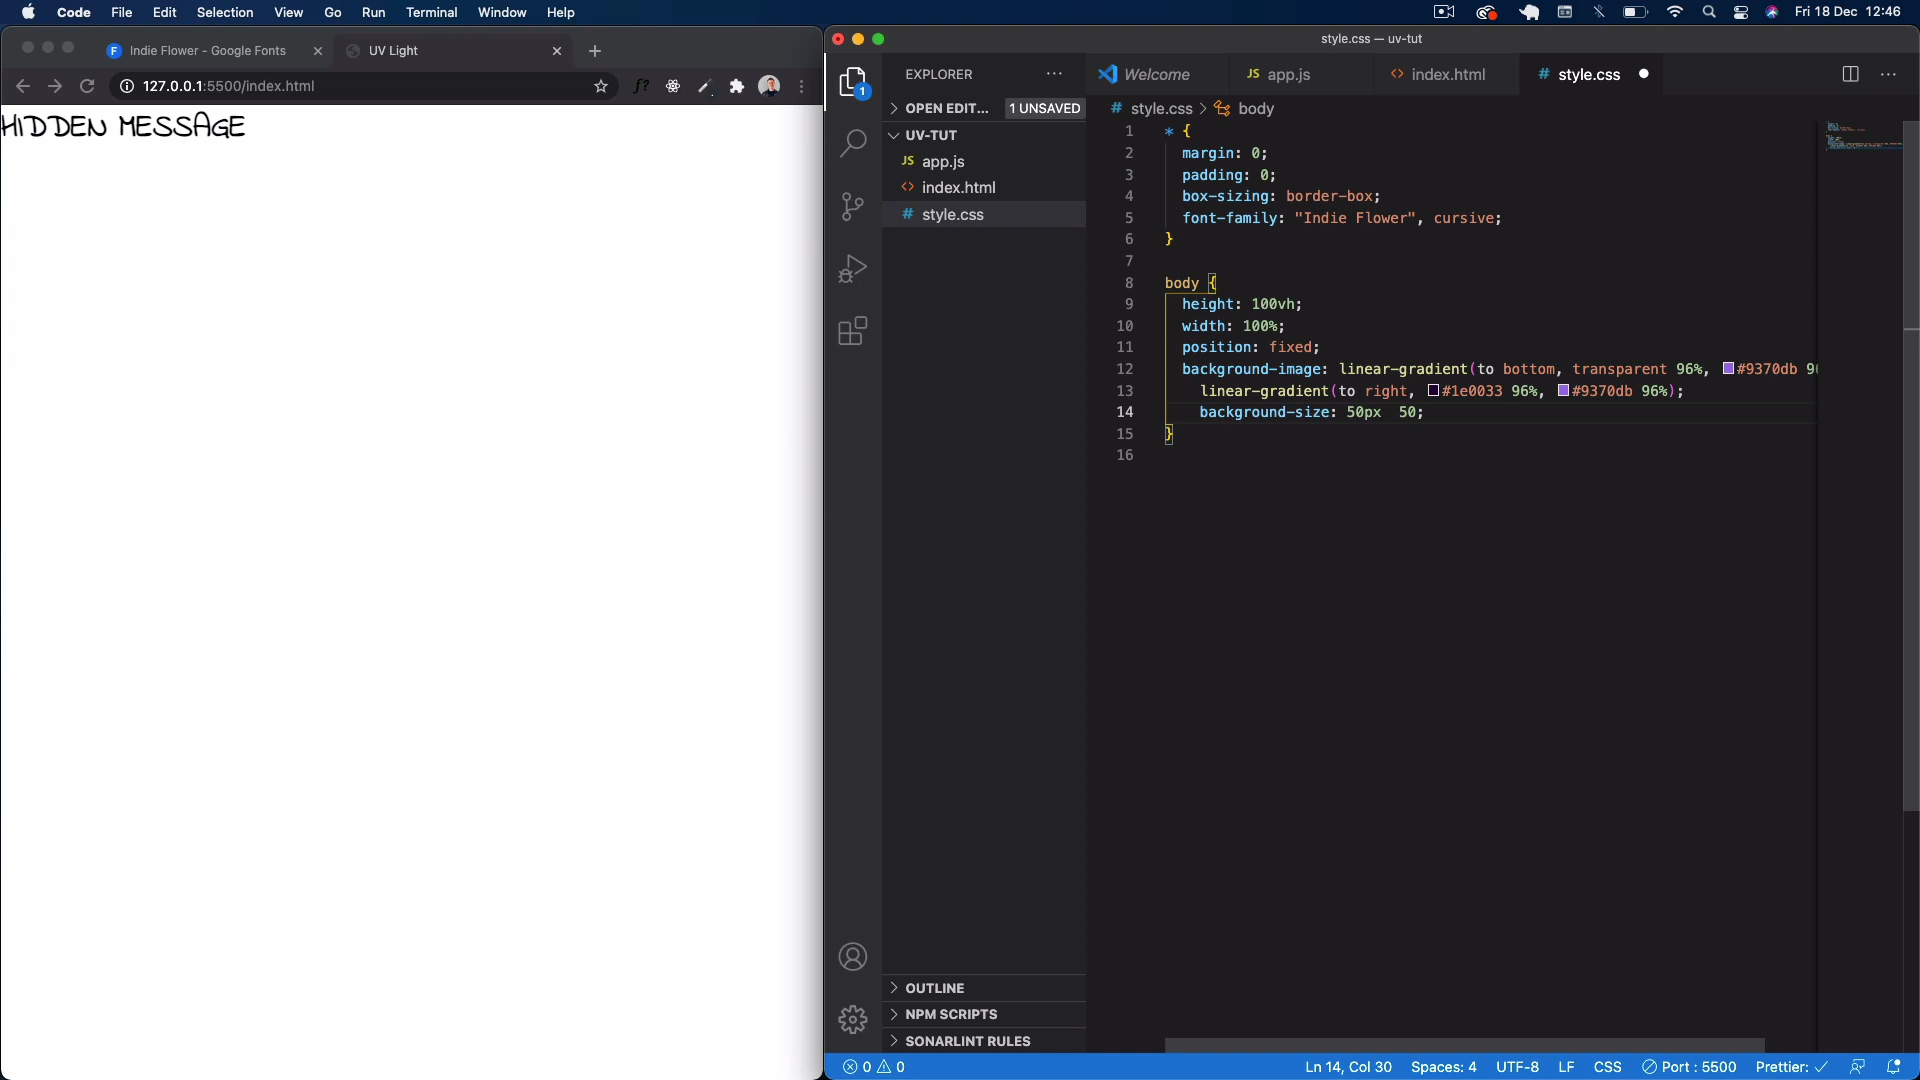 Code File Edit Selection View Go Run Terminal Window Help
Fri 18 Dec 12:46
Indie Flower - Google Fonts
UV Light
127.0.0.1:5500/index.html
HIDDEN MESSAGE
style.css — uv-tut
EXPLORER
OPEN EDIT... 1 UNSAVED
UV-TUT
JS app.js
<> index.html
# style.css
OUTLINE
NPM SCRIPTS
SONARLINT RULES
1
Welcome
JS app.js
<> index.html
# style.css
# style.css > body
1 * {
2 margin: 0;
3 padding: 0;
4 box-sizing: border-box;
5 font-family: "Indie Flower", cursive;
6 }
7
8 body {
9 height: 100vh;
10 width: 100%;
11 position: fixed;
12 background-image: linear-gradient(to bottom, transparent 96%, #9370db 9
13 linear-gradient(to right, #1e0033 96%, #9370db 96%);
14 background-size: 50px  50;
15 }
16
0 0
Ln 14, Col 30 Spaces: 4 UTF-8 LF CSS Port : 5500 Prettier: ✓